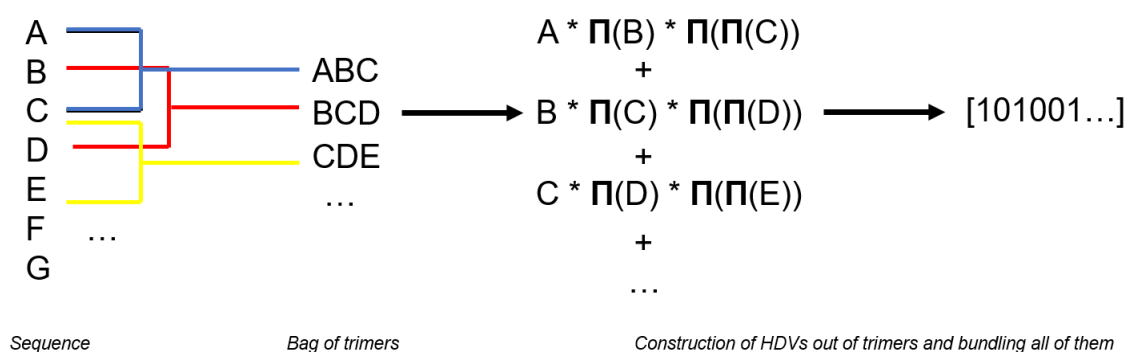 A
B
C
D
E
F
G
…
ABC
BCD
CDE
…
A * Π(B) * Π(Π(C))
+
B * Π(C) * Π(Π(D))
+
C * Π(D) * Π(Π(E))
+
…
[101001…]
Sequence
Bag of trimers
Construction of HDVs out of trimers and bundling all of them